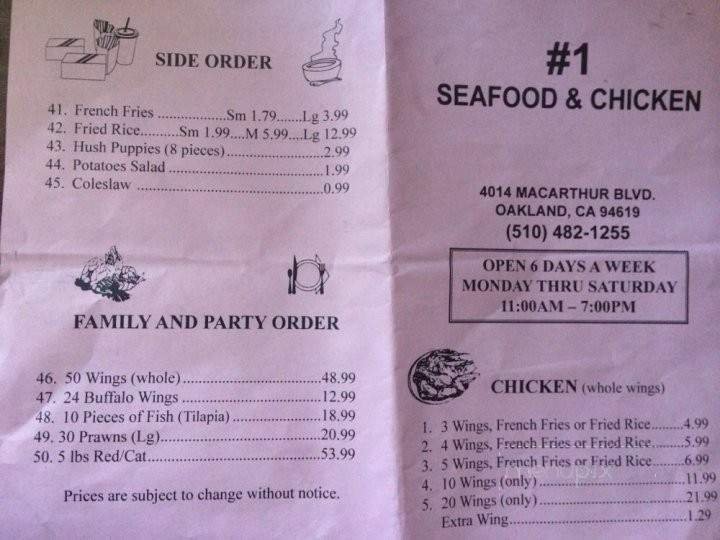 SIDE ORDER
41. French Fries ..................Sm 1.79.......Lg 3.99
42. Fried Rice..........Sm 1.99....M 5.99....Lg 12.99
43. Hush Puppies (8 pieces).........................2.99
44. Potatoes Salad ........................................1.99
45. Coleslaw ................................................0.99
FAMILY AND PARTY ORDER
46. 50 Wings (whole).....................................48.99
47. 24 Buffalo Wings .....................................12.99
48. 10 Pieces of Fish (Tilapia).......................18.99
49. 30 Prawns (Lg).........................................20.99
50. 5 lbs Red/Cat............................................53.99
Prices are subject to change without notice.
#1
SEAFOOD & CHICKEN
4014 MACARTHUR BLVD.
OAKLAND, CA 94619
(510) 482-1255
OPEN 6 DAYS A WEEK
MONDAY THRU SATURDAY
11:00AM – 7:00PM
CHICKEN (whole wings)
1. 3 Wings, French Fries or Fried Rice.......4.99
2. 4 Wings, French Fries or Fried Rice.......5.99
3. 5 Wings, French Fries or Fried Rice.......6.99
4. 10 Wings (only)....................................11.99
5. 20 Wings (only)....................................21.99
Extra Wing..........................................1.29